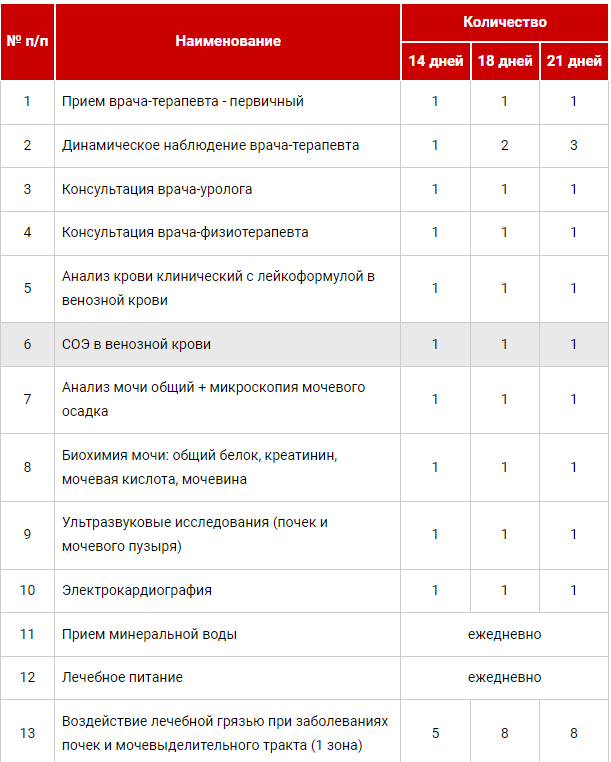 № п/п Наименование Количество
14 дней 18 дней 21 дней
1 Прием врача-терапевта - первичный 1 1 1
2 Динамическое наблюдение врача-терапевта 1 2 3
3 Консультация врача-уролога 1 1 1
4 Консультация врача-физиотерапевта 1 1 1
5 Анализ крови клинический с лейкоформулой в
венозной крови 1 1 1
6 СОЭ в венозной крови 1 1 1
7 Анализ мочи общий + микроскопия мочевого
осадка 1 1 1
8 Биохимия мочи: общий белок, креатинин,
мочевая кислота, мочевина 1 1 1
9 Ультразвуковые исследования (почек и
мочевого пузыря) 1 1 1
10 Электрокардиография 1 1 1
11 Прием минеральной воды ежедневно
12 Лечебное питание ежедневно
13 Воздействие лечебной грязью при заболеваниях
почек и мочевыделительного тракта (1 зона) 5 8 8